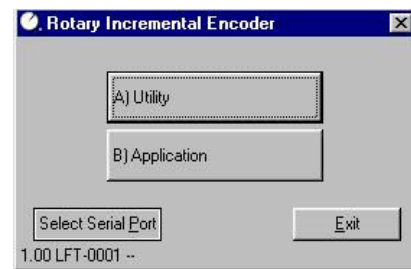 Rotary Incremental Encoder
A) Utility
B) Application
Select Serial Port
Exit
1.00 LFT-0001 --